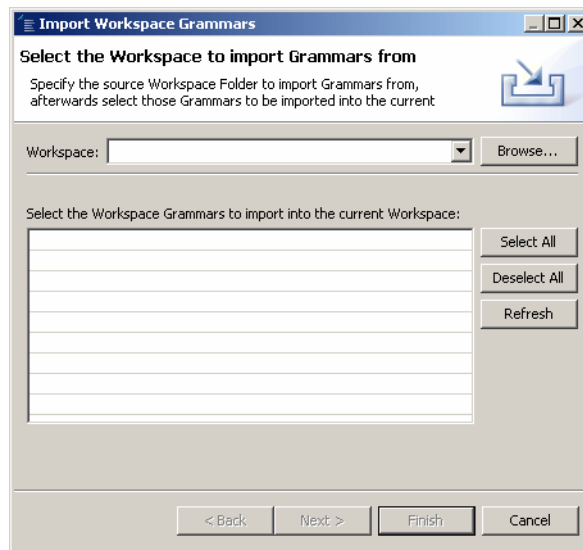 Import Workspace Grammars
Select the Workspace to import Grammars from
Specify the source Workspace Folder to import Grammars from,
afterwards select those Grammars to be imported into the current
Workspace:
Browse...
Select the Workspace Grammars to import into the current Workspace:
Select All
Deselect All
Refresh
< Back
Next >
Finish
Cancel